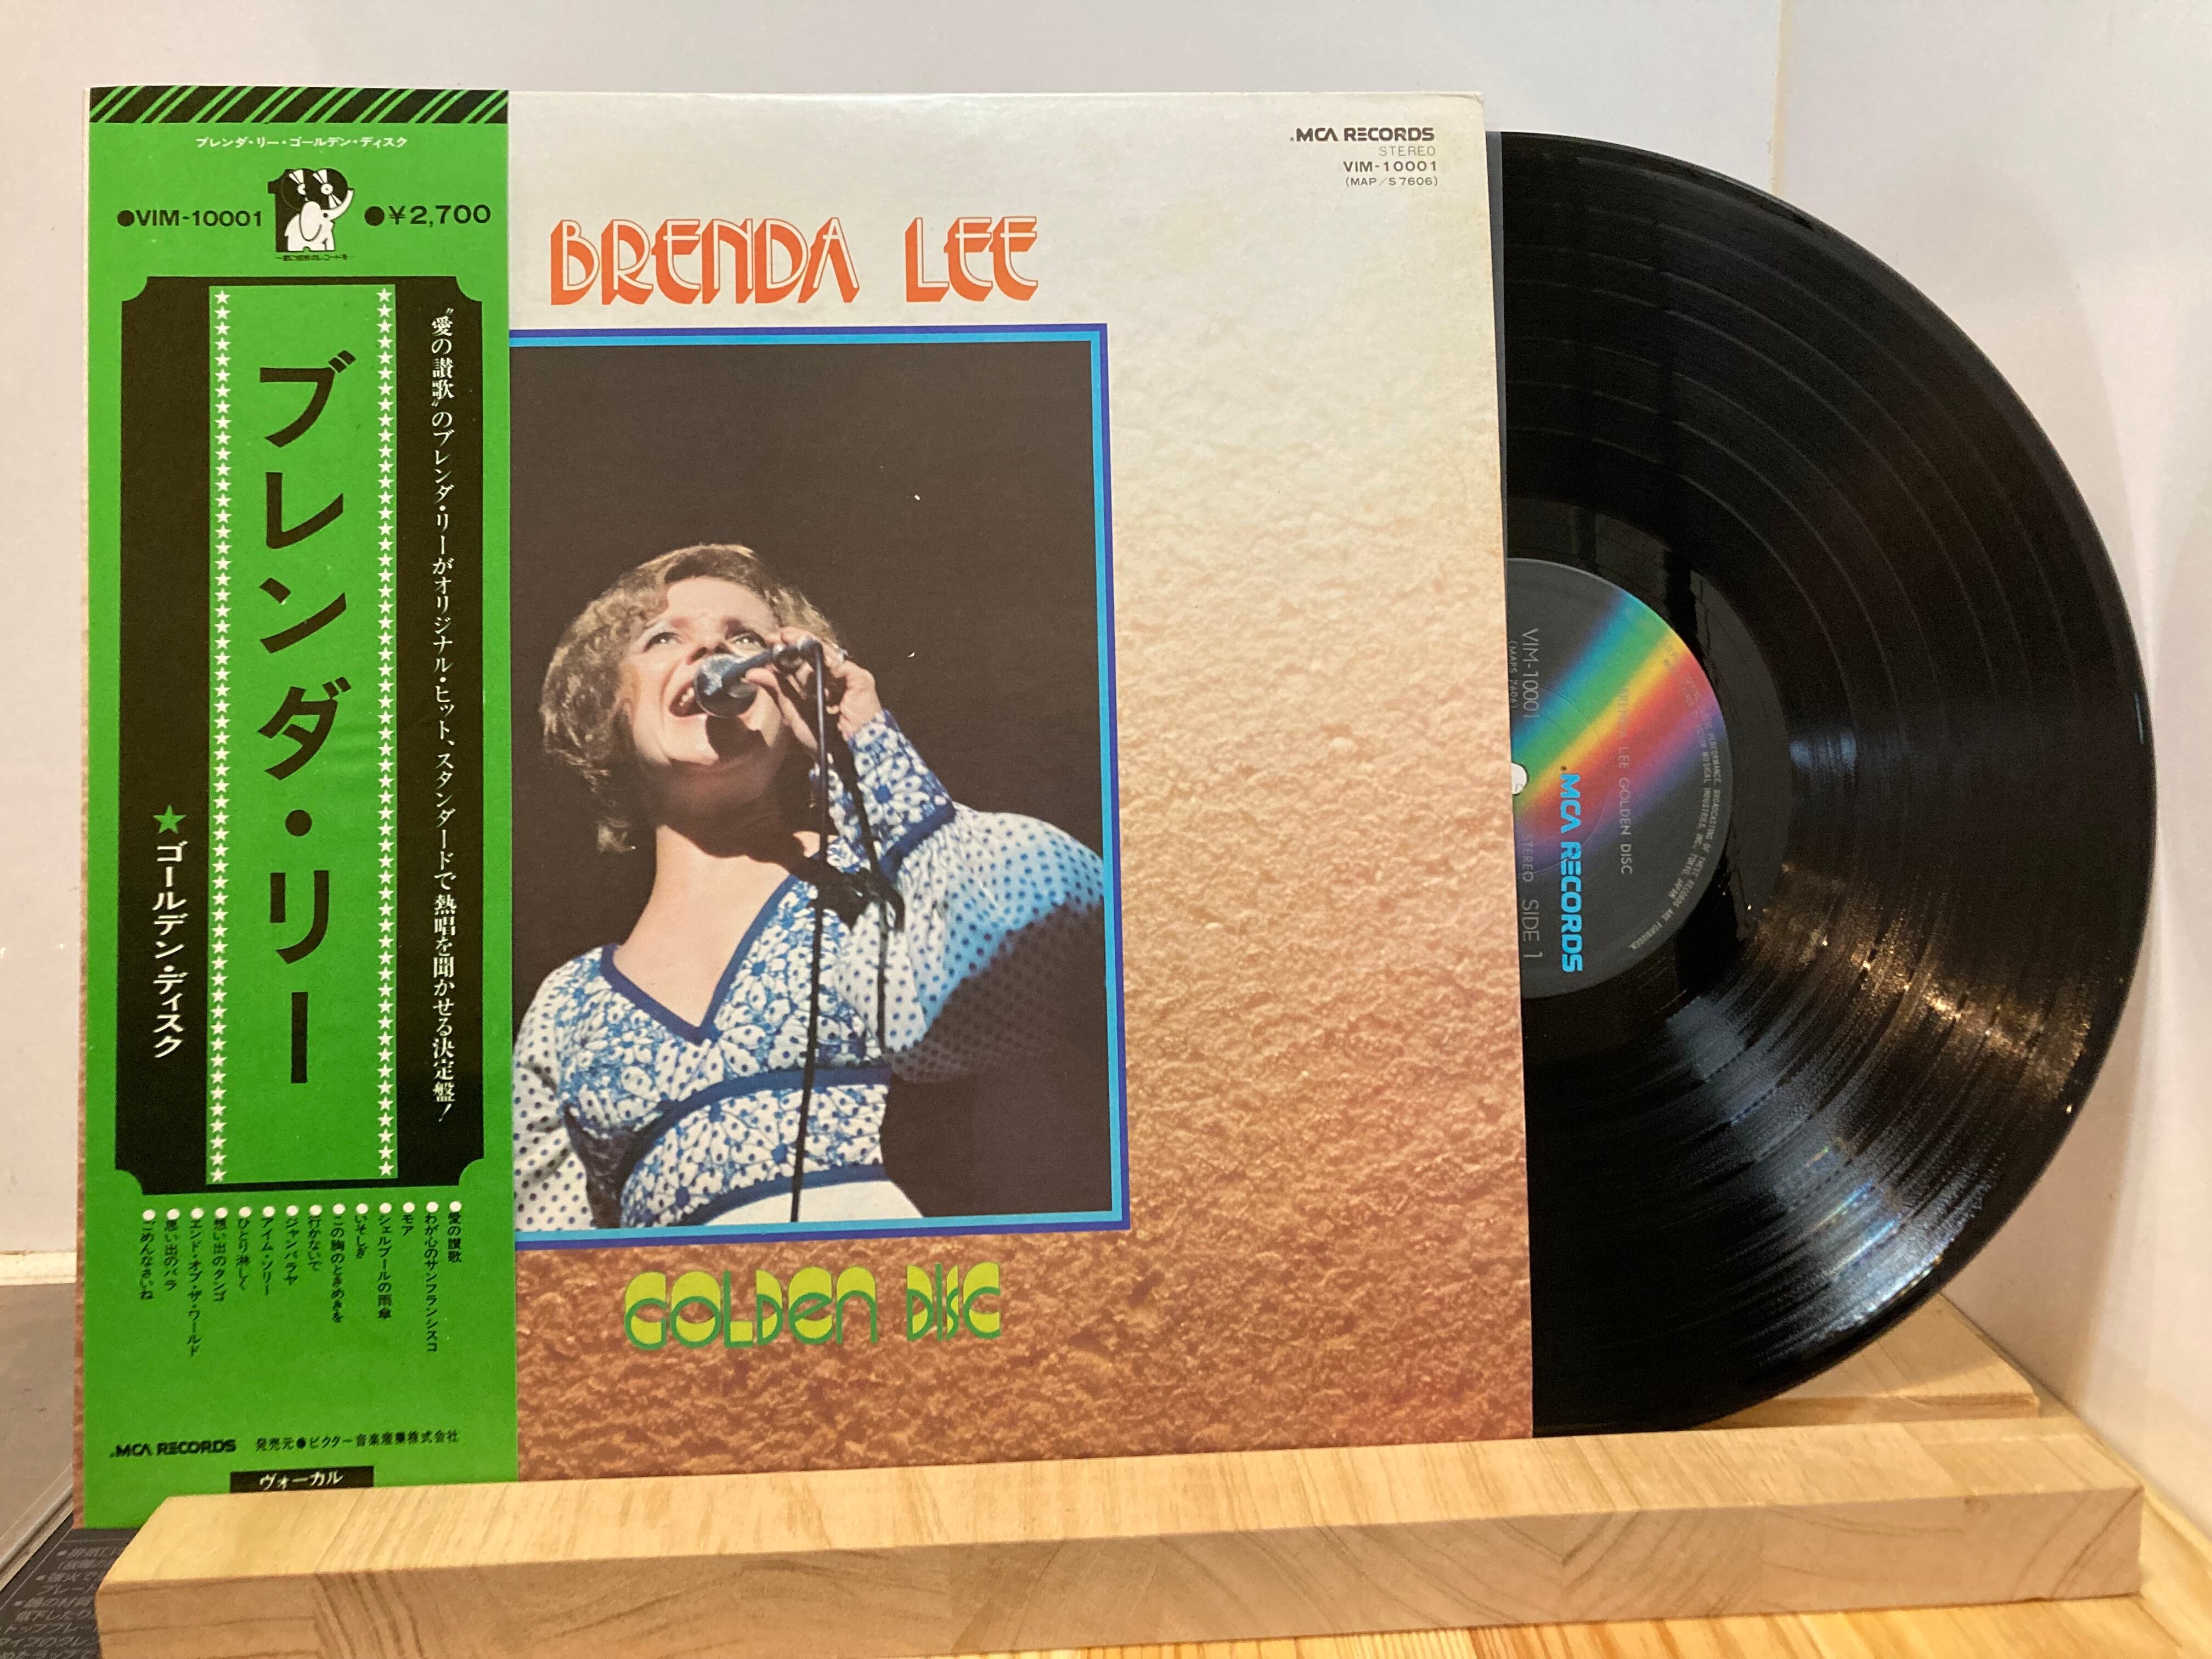 ブレンダ・リー・ゴールデン・ディスク
●VIM-10001
●¥2,700
"愛の讃歌"のブレンダ・リーがオリジナル・ヒット、スタンダードで熱唱を聞かせる決定盤!
ブレンダ・リー
★ゴールデン・ディスク
●愛の讃歌
●わが心のサンフランシスコ
●モア
●シェルブールの雨傘
●いそしぎ
●この胸のときめきを
●行かないで
●ジャンバラヤ
●アイム・ソーリー
●ひとり淋しく
●想い出のタンゴ
●エンド・オブ・ザ・ワールド
●思い出のバラ
●ごめんなさいね
MCA RECORDS 発売元●ビクター音楽産業株式会社
ヴォーカル
MCA RECORDS
STEREO
VIM-10001
(MAP/S7606)
BRENDA LEE
GOLDEN DISC
VIM-10001
(MAPS 7606)
LEE GOLDEN DISC
MCA RECORDS
STEREO SIDE 1